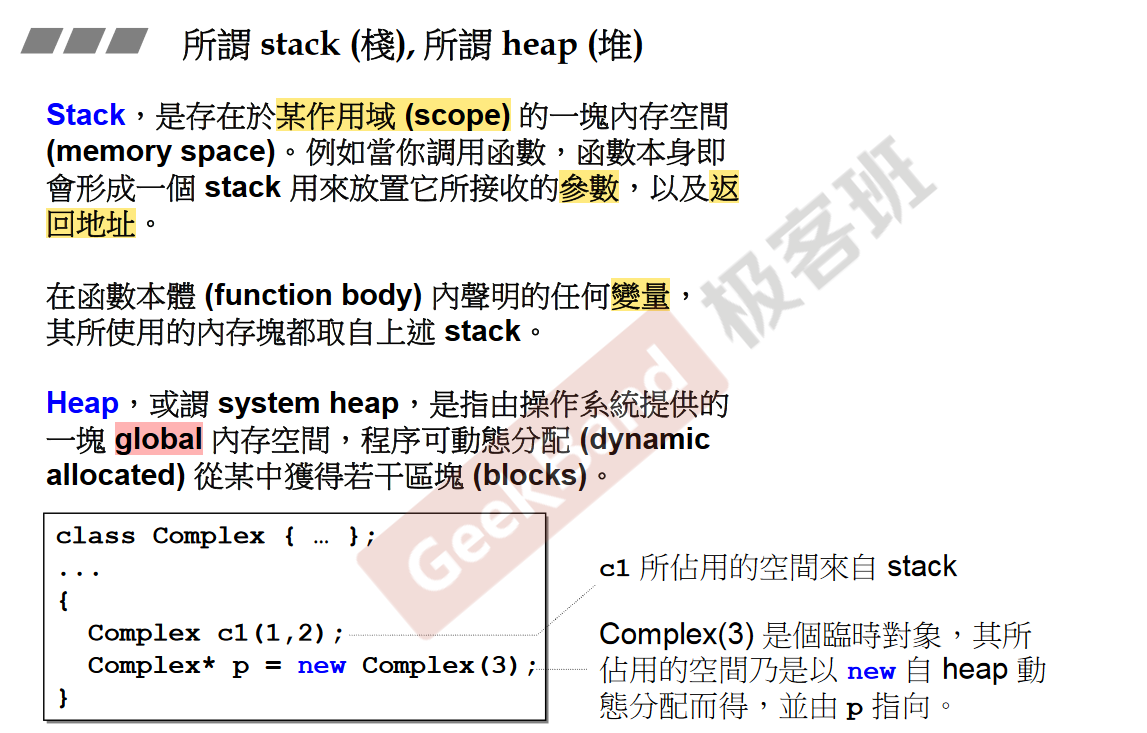 所謂 stack (棧), 所謂 heap (堆)
Stack，是存在於某作用域 (scope) 的一塊內存空間
(memory space)。例如當你調用函數，函數本身即
會形成一個 stack 用來放置它所接收的參數，以及返
回地址。
在函數本體 (function body) 內聲明的任何變量，
其所使用的內存塊都取自上述 stack。
Heap，或謂 system heap，是指由操作系統提供的
一塊 global 內存空間，程序可動態分配 (dynamic
allocated) 從某中獲得若干區塊 (blocks)。
class Complex { … };
...
{
Complex c1(1,2);
Complex* p = new Complex(3);
}
c1 所佔用的空間來自 stack
Complex(3) 是個臨時對象，其所
佔用的空間乃是以 new 自 heap 動
態分配而得，並由 p 指向。
GeekBand 极客班